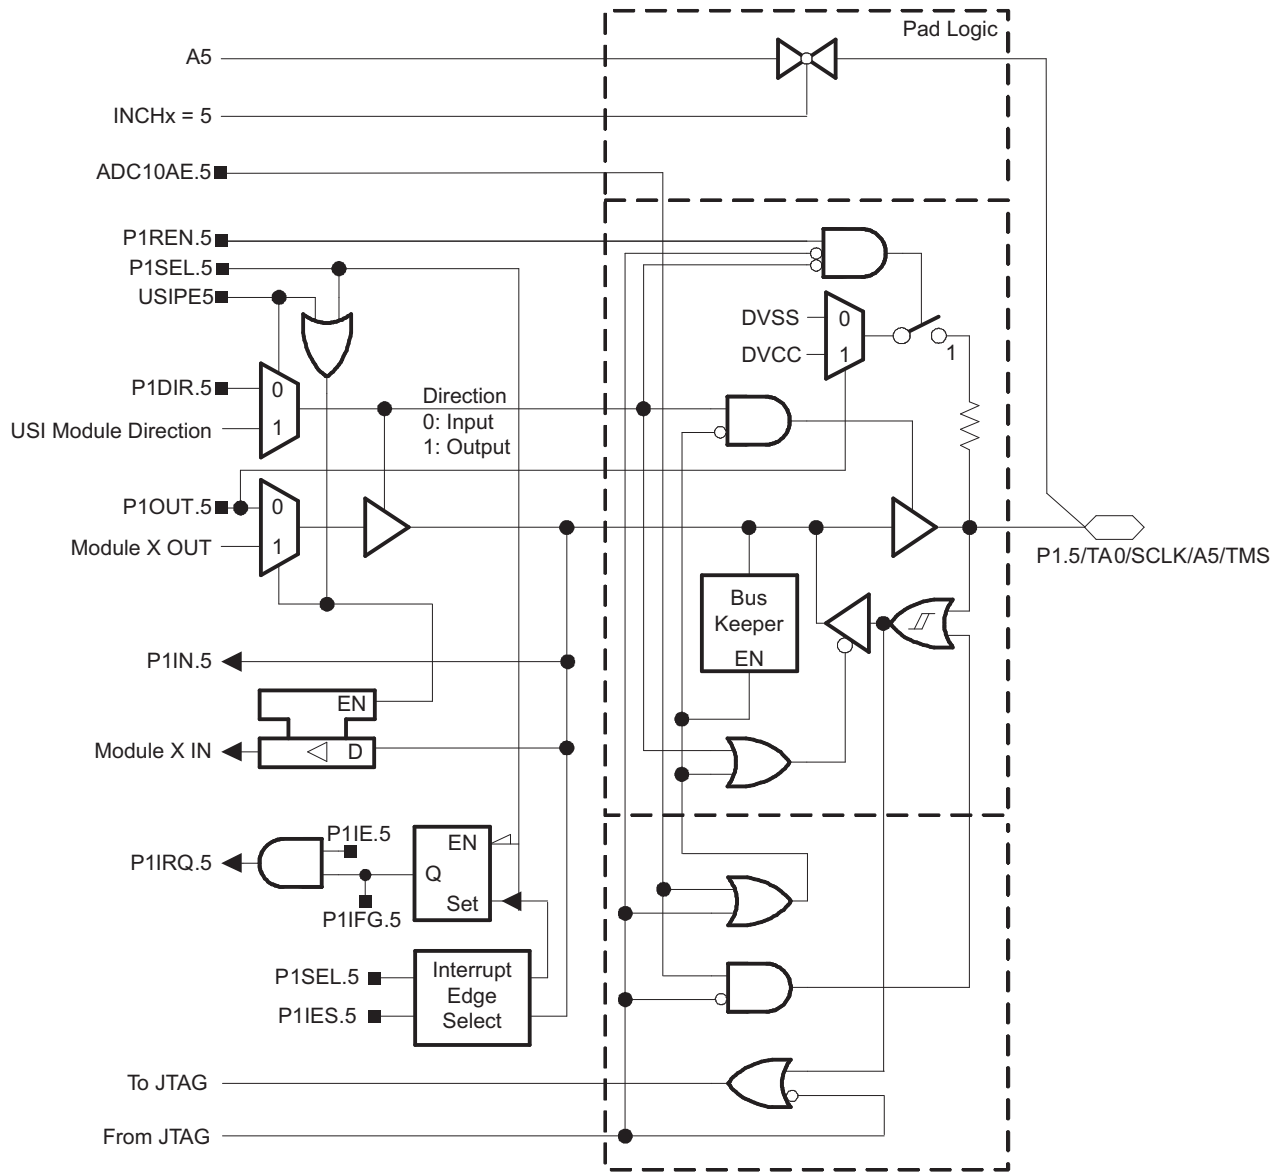 Pad Logic
A5
INCHx = 5
ADC10AE.5
P1REN.5
P1SEL.5
USIPE5
DVSS
0
DVCC
1
1
P1DIR.5
0
USI Module Direction
1
Direction
0: Input
1: Output
P1OUT.5
0
Module X OUT
1
P1.5/TA0/SCLK/A5/TMS
Bus
Keeper
EN
P1IN.5
EN
Module X IN
D
P1IE.5
P1IRQ.5
EN
Q
Set
P1IFG.5
P1SEL.5
P1IES.5
Interrupt
Edge
Select
To JTAG
From JTAG